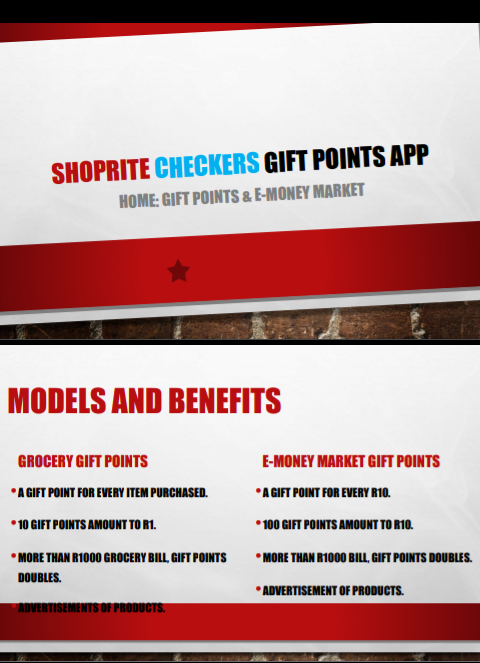 SHOPRITE CHECKERS GIFT POINTS APP
HOME: GIFT POINTS & E-MONEY MARKET
MODELS AND BENEFITS
GROCERY GIFT POINTS
• A GIFT POINT FOR EVERY ITEM PURCHASED.
• 10 GIFT POINTS AMOUNT TO R1.
• MORE THAN R1000 GROCERY BILL, GIFT POINTS
DOUBLES.
• ADVERTISEMENTS OF PRODUCTS.
E-MONEY MARKET GIFT POINTS
• A GIFT POINT FOR EVERY R10.
• 100 GIFT POINTS AMOUNT TO R10.
• MORE THAN R1000 BILL, GIFT POINTS DOUBLES.
• ADVERTISEMENT OF PRODUCTS.